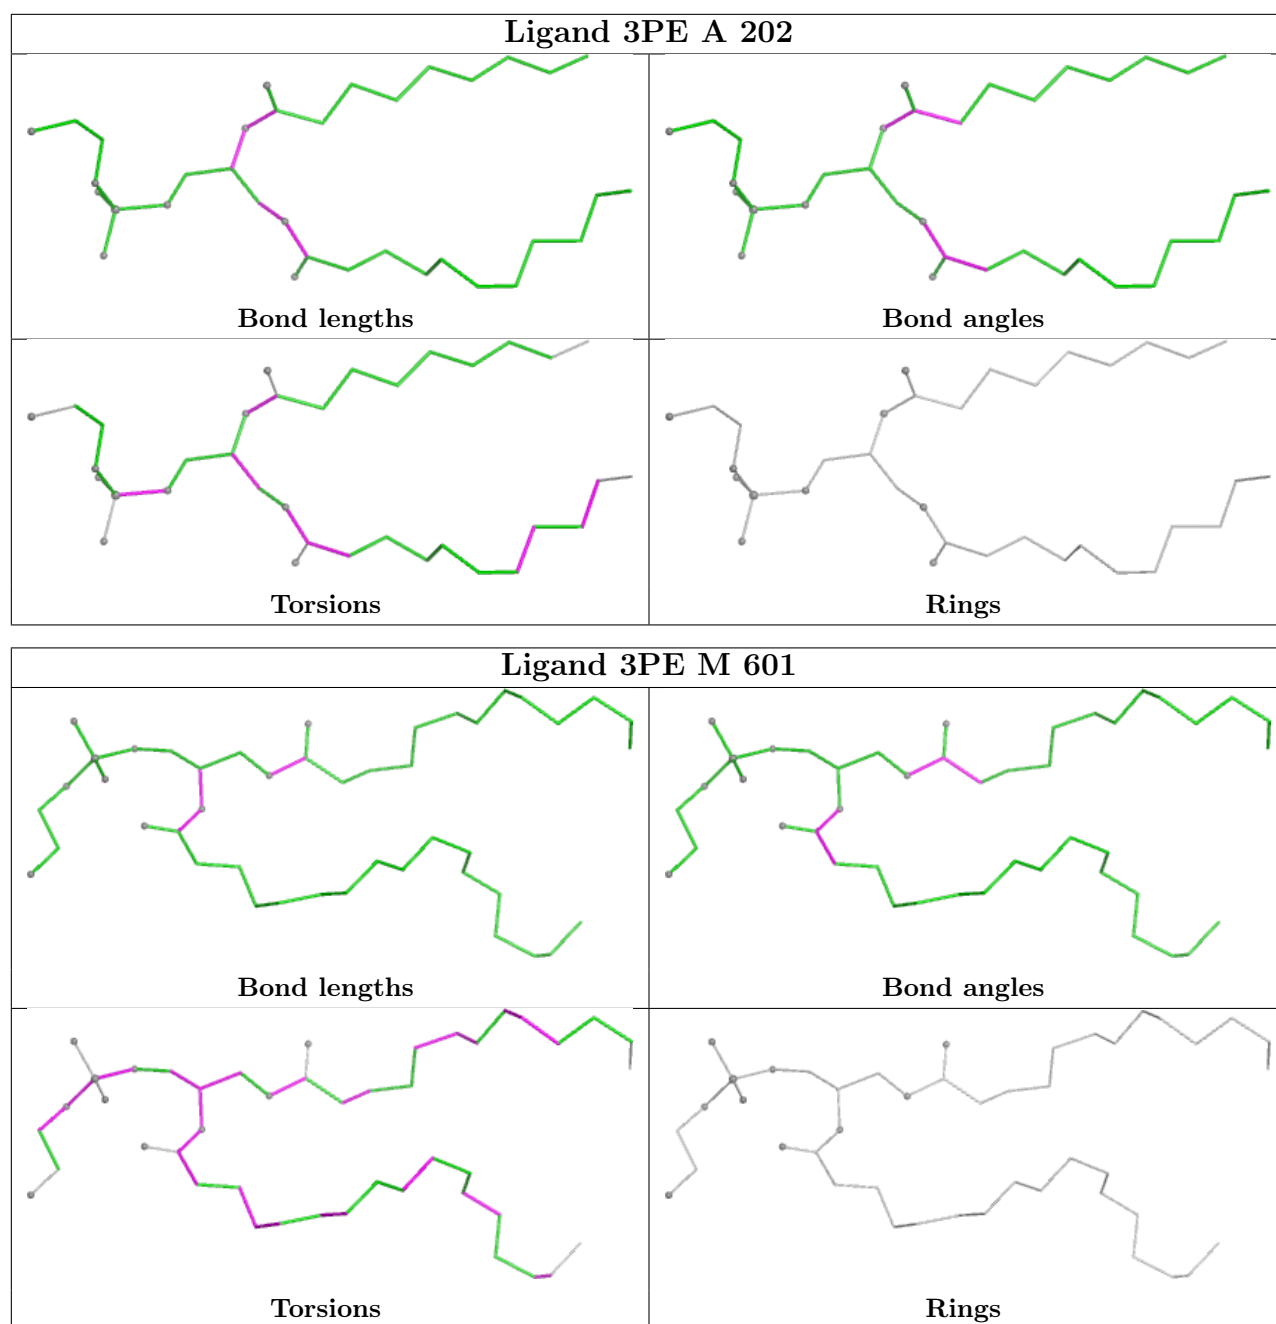 Ligand 3PE A 202
Bond lengths
Bond angles
Torsions
Rings
Ligand 3PE M 601
Bond lengths
Bond angles
Torsions
Rings